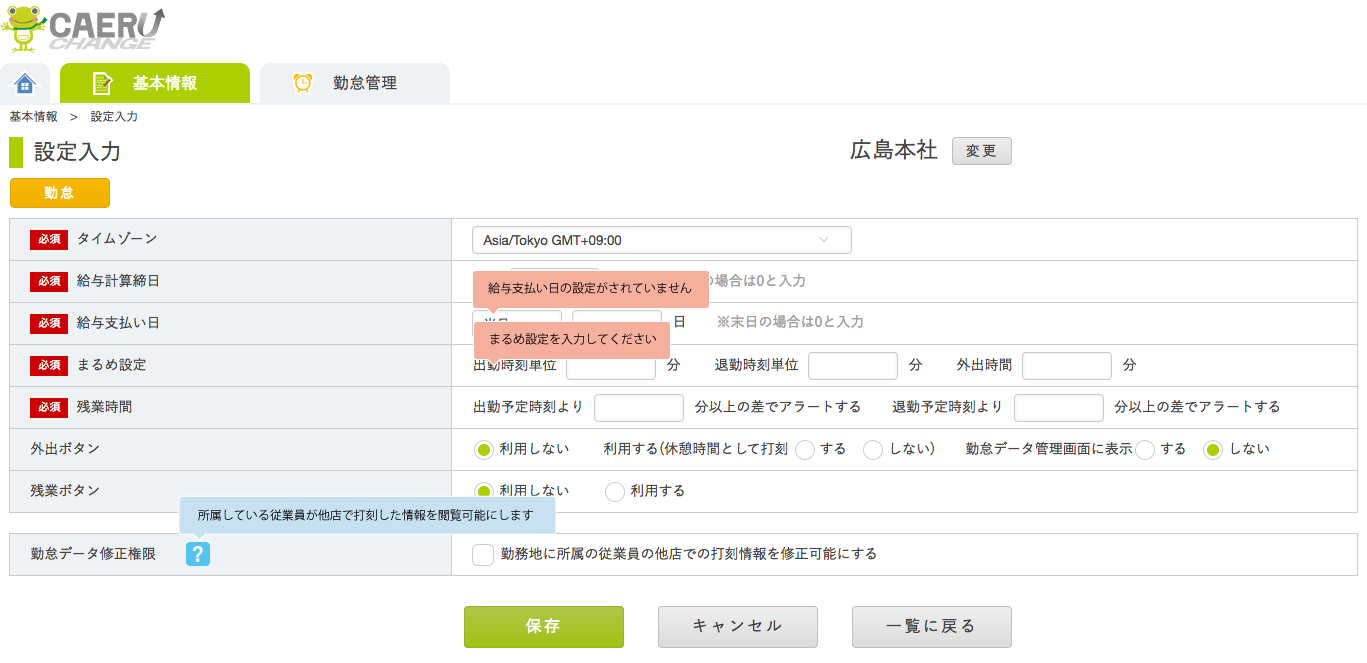 CAERU
CHANGE
基本情報
勤怠管理
基本情報 > 設定入力
設定入力
広島本社
変更
勤怠
必須 タイムゾーン
Asia/Tokyo GMT+09:00
必須 給与計算締日
の場合は0と入力
給与支払い日の設定がされていません
必須 給与支払い日
日 ※末日の場合は0と入力
まるめ設定を入力してください
必須 まるめ設定
出勤時刻単位 分 退勤時刻単位 分 外出時間 分
必須 残業時間
出勤予定時刻より 分以上の差でアラートする 退勤予定時刻より 分以上の差でアラートする
外出ボタン
利用しない 利用する(休憩時間として打刻 する しない) 勤怠データ管理画面に表示 する しない
残業ボタン
利用しない 利用する
所属している従業員が他店で打刻した情報を閲覧可能にします
勤怠データ修正権限 ?
勤務地に所属の従業員の他店での打刻情報を修正可能にする
保存
キャンセル
一覧に戻る